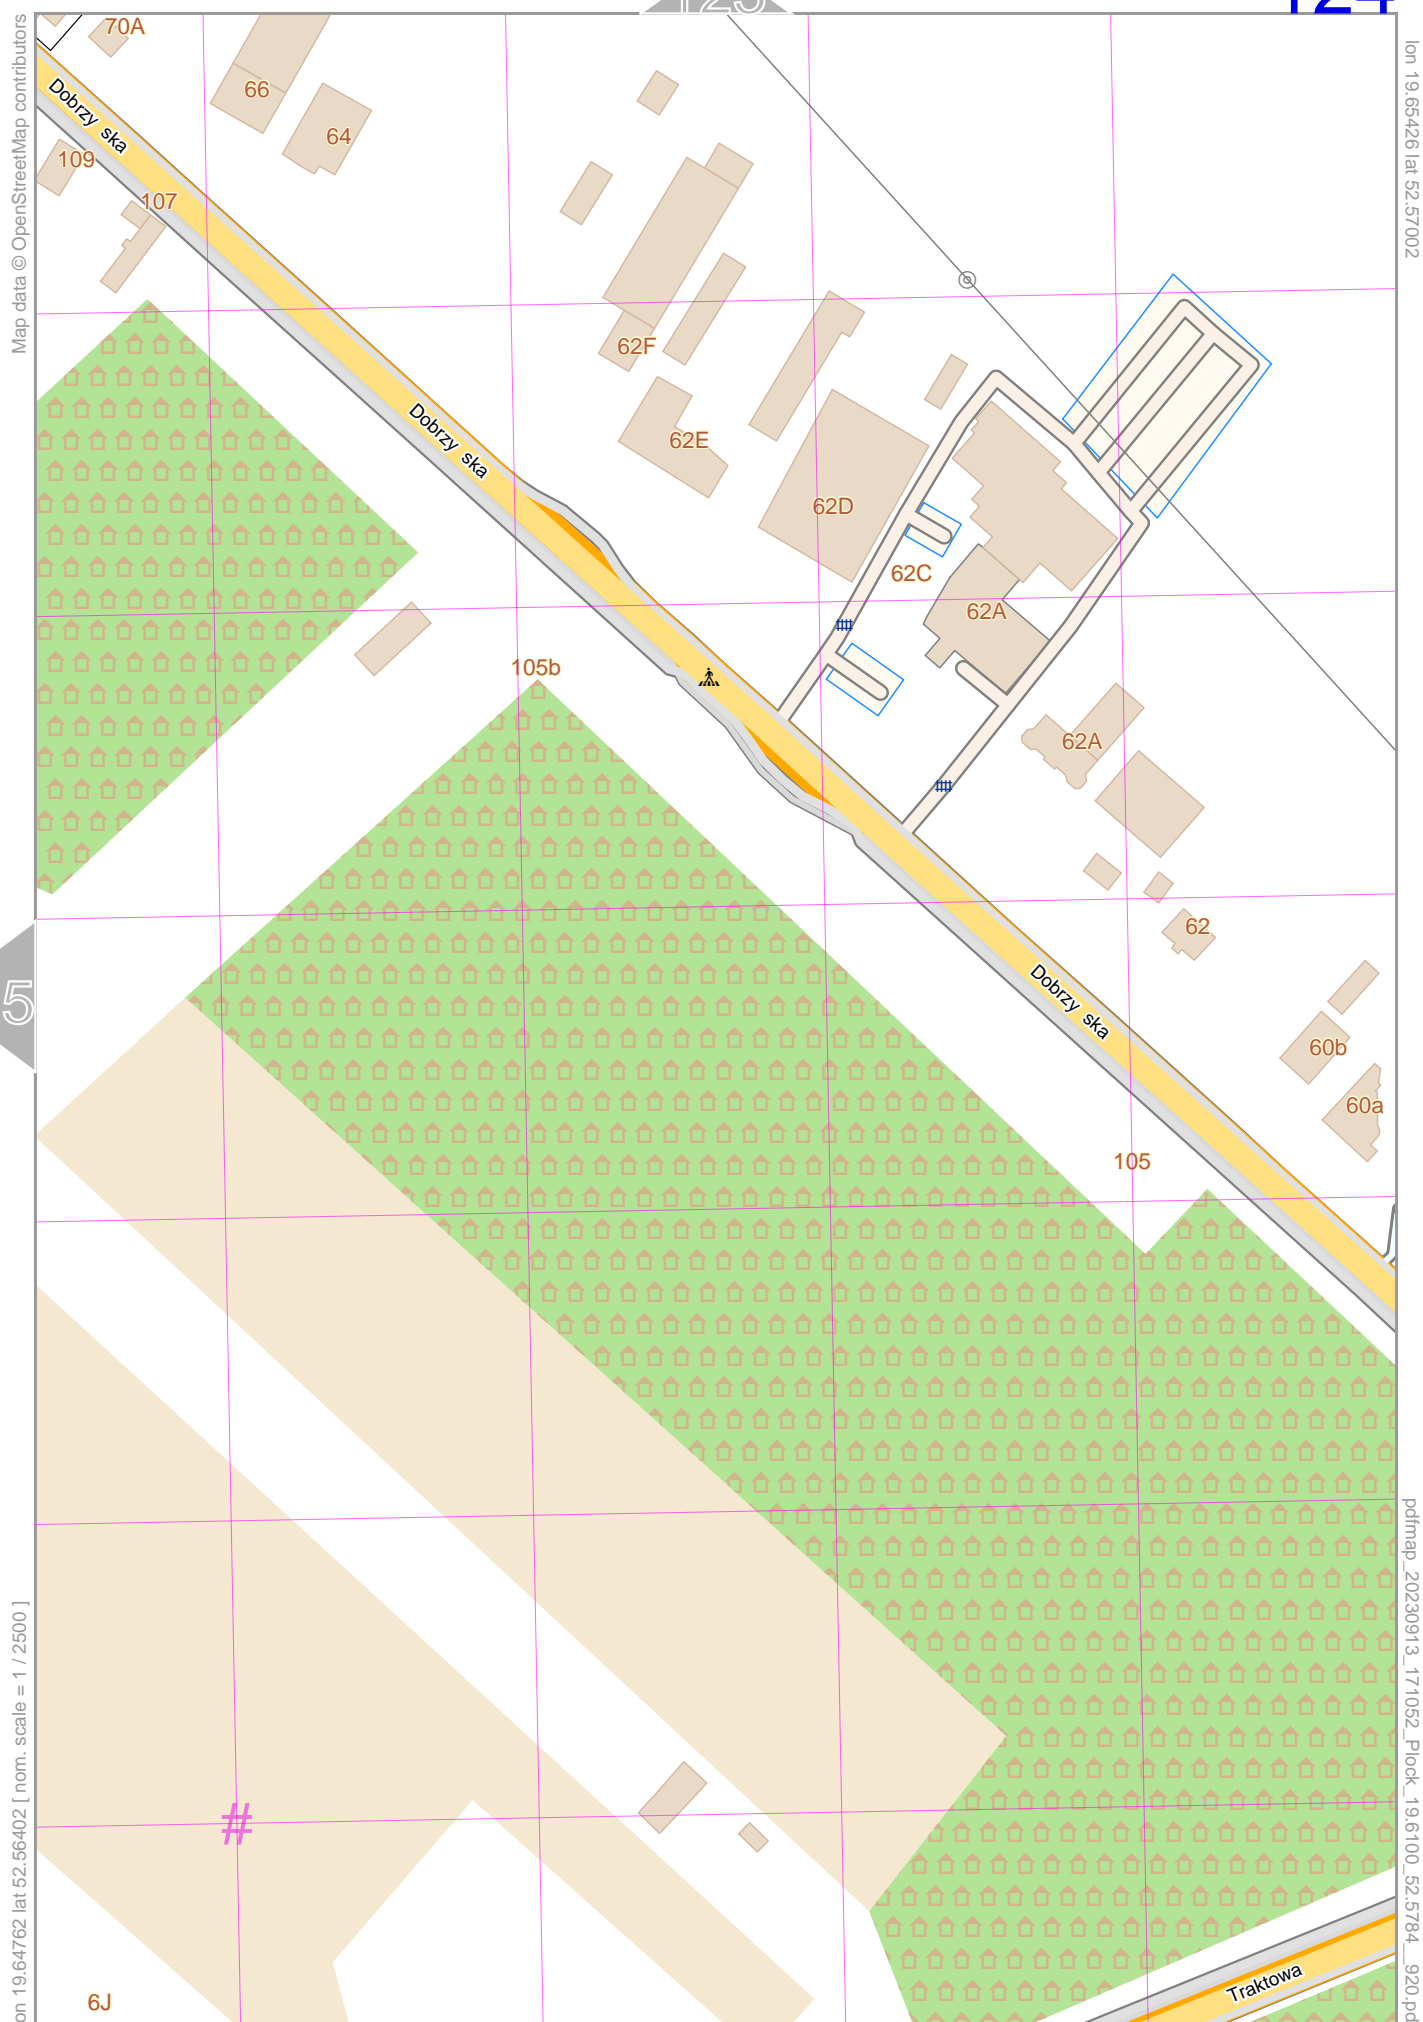 123
124
Map data © OpenStreetMap contributors
lon 19.65426 lat 52.57002
70A
66
64
Dobrzy ska
109
107
62F
62E
Dobrzy ska
62D
62C
62A
105b
62A
62
5
Dobrzy ska
60b
60a
105
#
on 19.64762 lat 52.56402 [ nom. scale = 1 / 2500 ]
pdfmap_20230913_171052_Plock_19.6100_52.5784__920.pd
Traktowa
6J